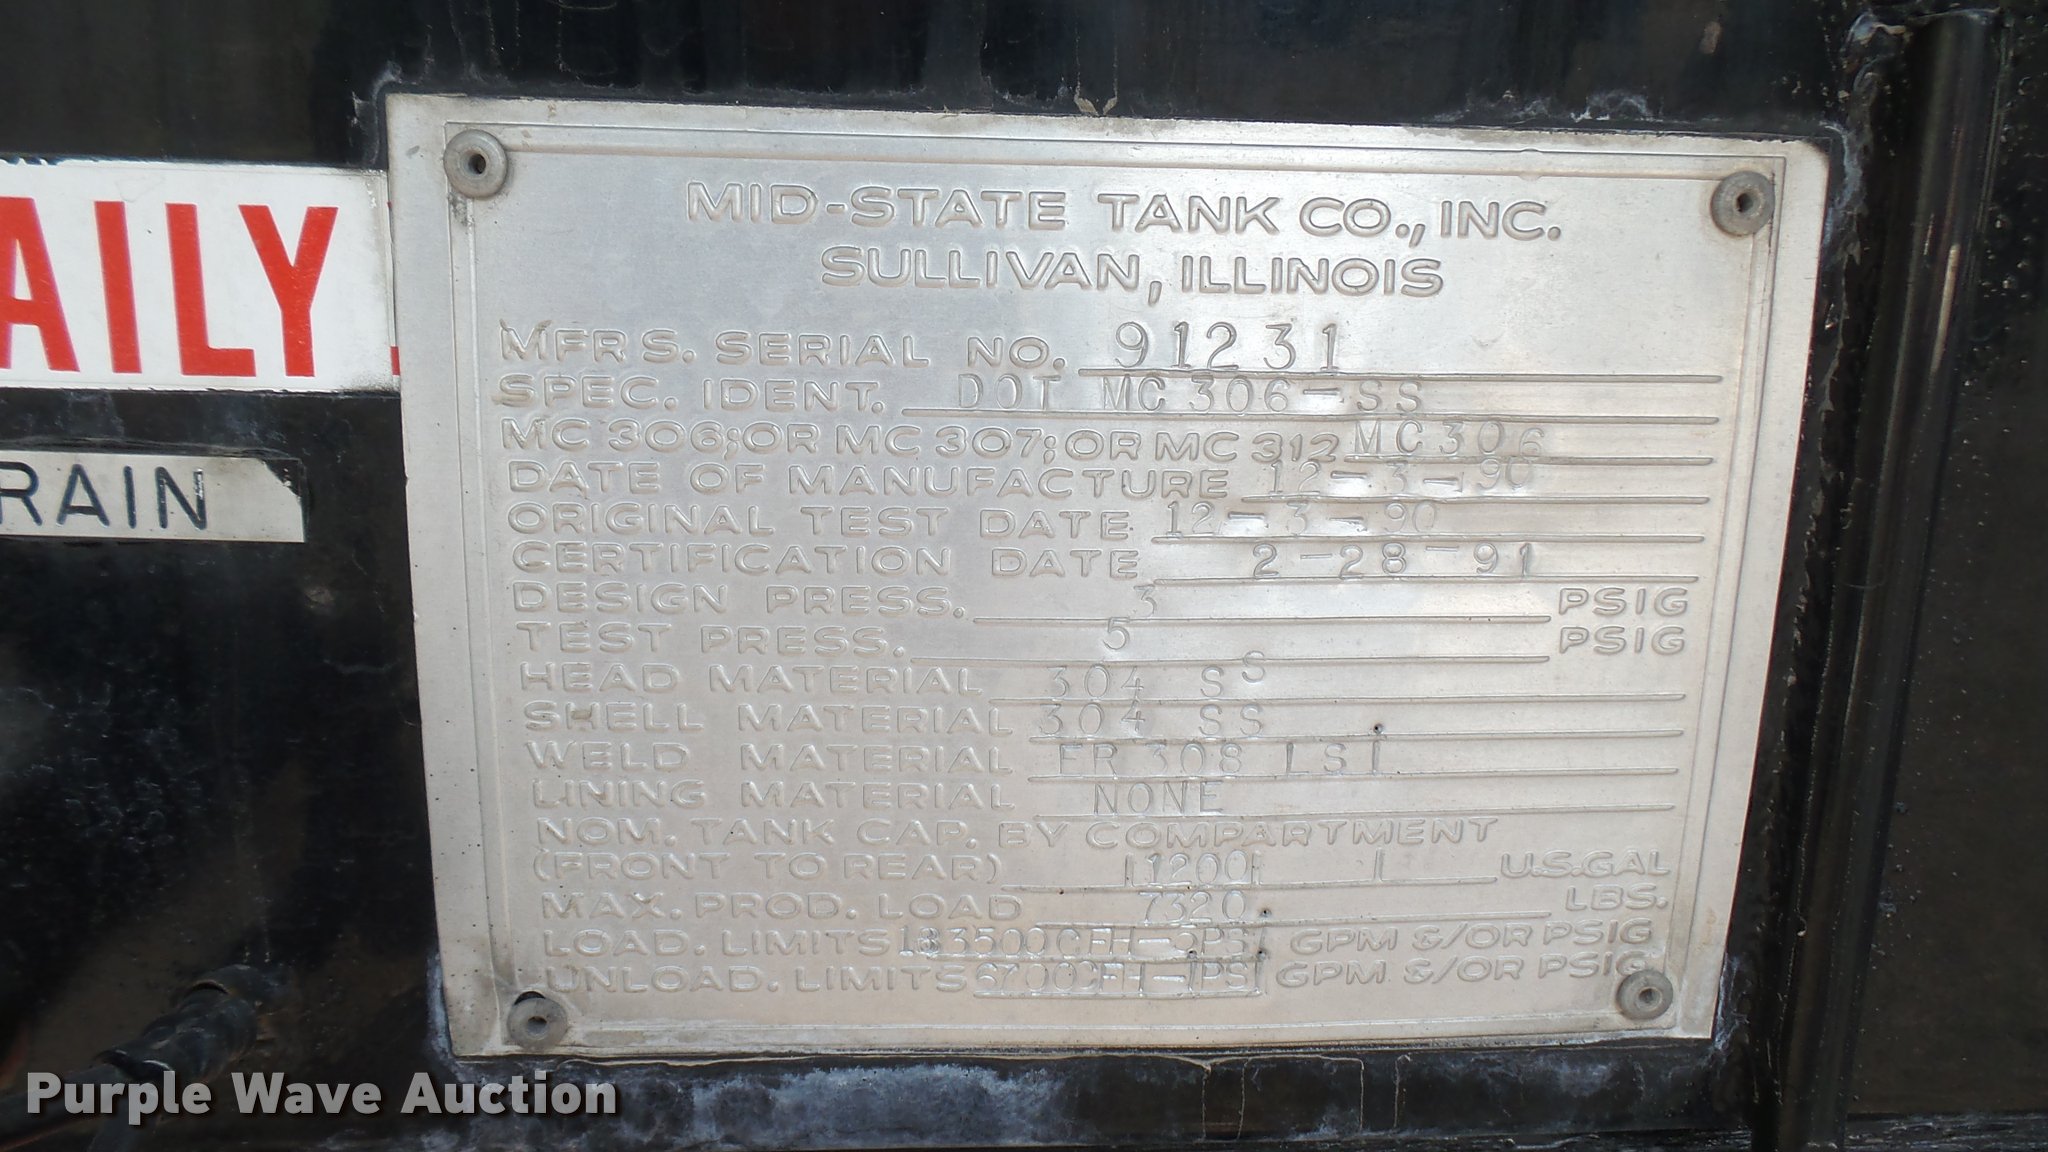 MID-STATE TANK CO., INC.
SULLIVAN, ILLINOIS
MFRS. SERIAL NO. 91231
SPEC. IDENT. DOT MC306-SS
MC 306; OR MC 307; OR MC 312 MC306
DATE OF MANUFACTURE 12-3-90
ORIGINAL TEST DATE 12-3-90
CERTIFICATION DATE 2-28-91
DESIGN PRESS. 3 PSIG
TEST PRESS. 5 PSIG
HEAD MATERIAL 304 SS
SHELL MATERIAL 304 SS
WELD MATERIAL ER 308 LSi
LINING MATERIAL NONE
NOM. TANK CAP. BY COMPARTMENT
(FRONT TO REAR) 1200 U.S.GAL
MAX. PROD. LOAD 7320. LBS.
LOAD. LIMITS GPM &/OR PSIG
UNLOAD. LIMITS 6700CFH-1PSI GPM &/OR PSIG
AILY
RAIN
Purple Wave Auction